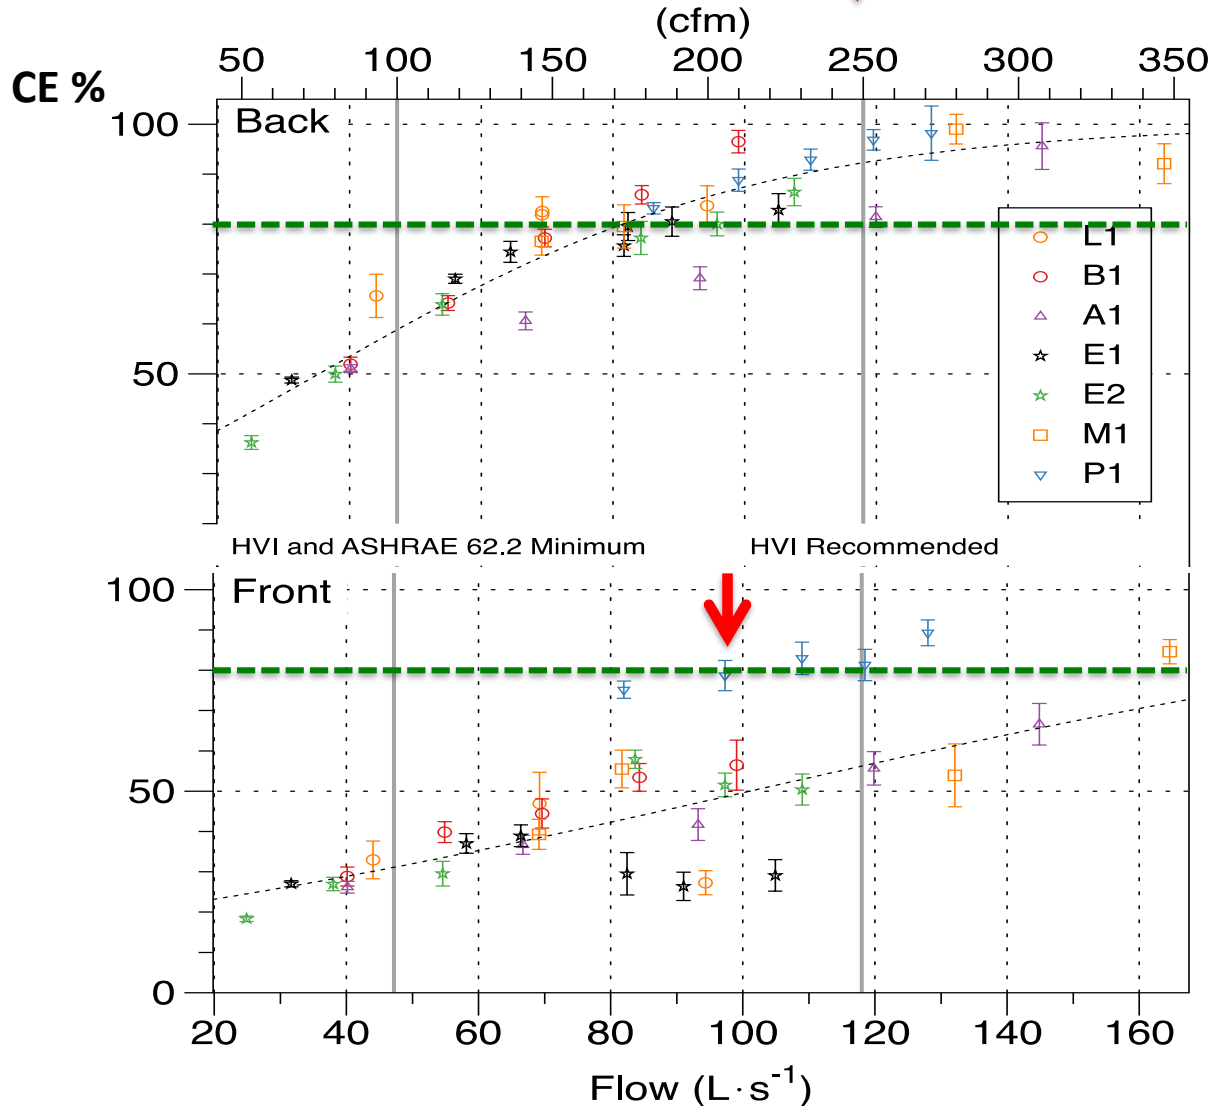 (cfm)
50 100 150 200 250 300 350
CE %
100
Back
50
L1
B1
A1
E1
E2
M1
P1
HVI and ASHRAE 62.2 Minimum HVI Recommended
100
Front
50
0
20 40 60 80 100 120 140 160
Flow (L·s⁻¹)